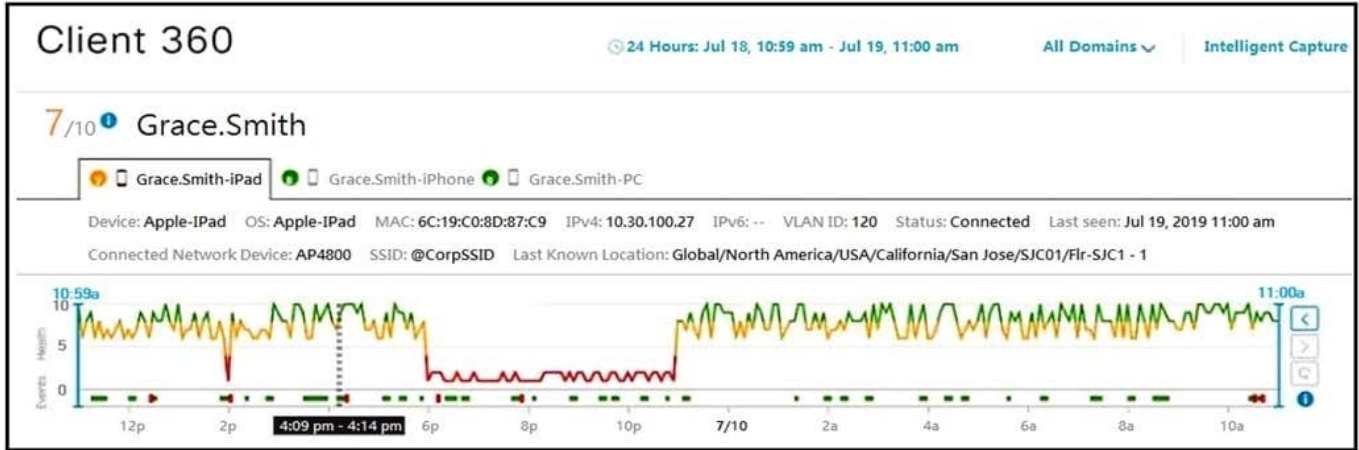 Client 360
24 Hours: Jul 18, 10:59 am - Jul 19, 11:00 am
All Domains
Intelligent Capture
7/10 Grace.Smith
Grace.Smith-iPad
Grace.Smith-iPhone
Grace.Smith-PC
Device: Apple-IPad OS: Apple-IPad MAC: 6C:19:C0:8D:87:C9 IPv4: 10.30.100.27 IPv6: -- VLAN ID: 120 Status: Connected Last seen: Jul 19, 2019 11:00 am
Connected Network Device: AP4800 SSID: @CorpSSID Last Known Location: Global/North America/USA/California/San Jose/SJC01/Flr-SJC1 - 1
10:59a
11:00a
10
Health
5
Events
0
12p 2p 4:09 pm - 4:14 pm 6p 8p 10p 7/10 2a 4a 6a 8a 10a